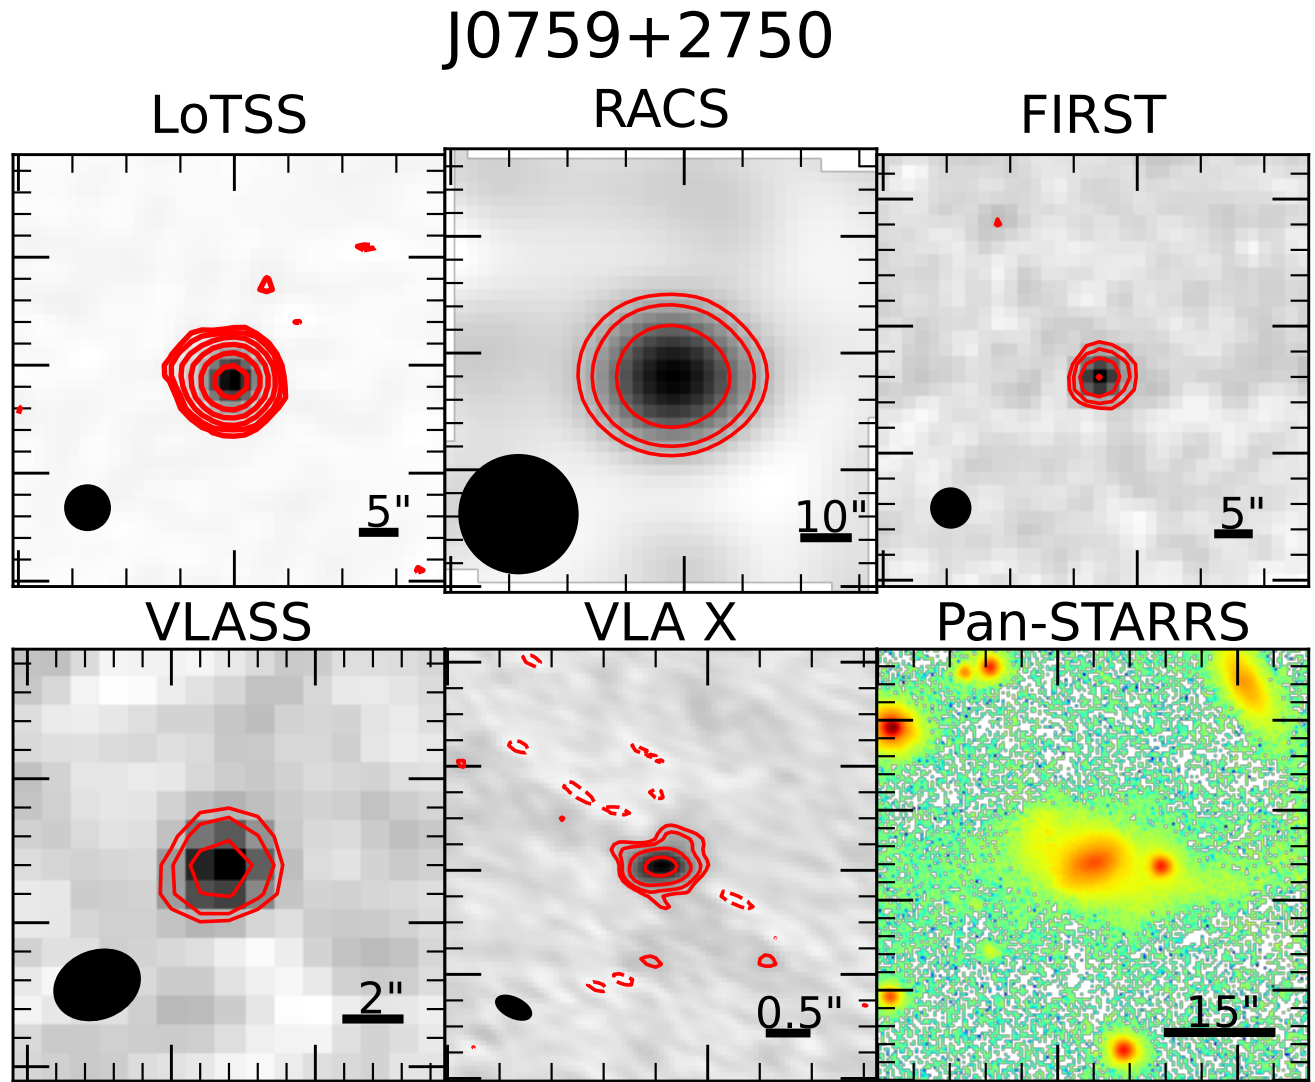 J0759+2750
LoTSS
RACS
FIRST
5"
10"
5"
VLASS
VLA X
Pan-STARRS
2"
0.5"
15"